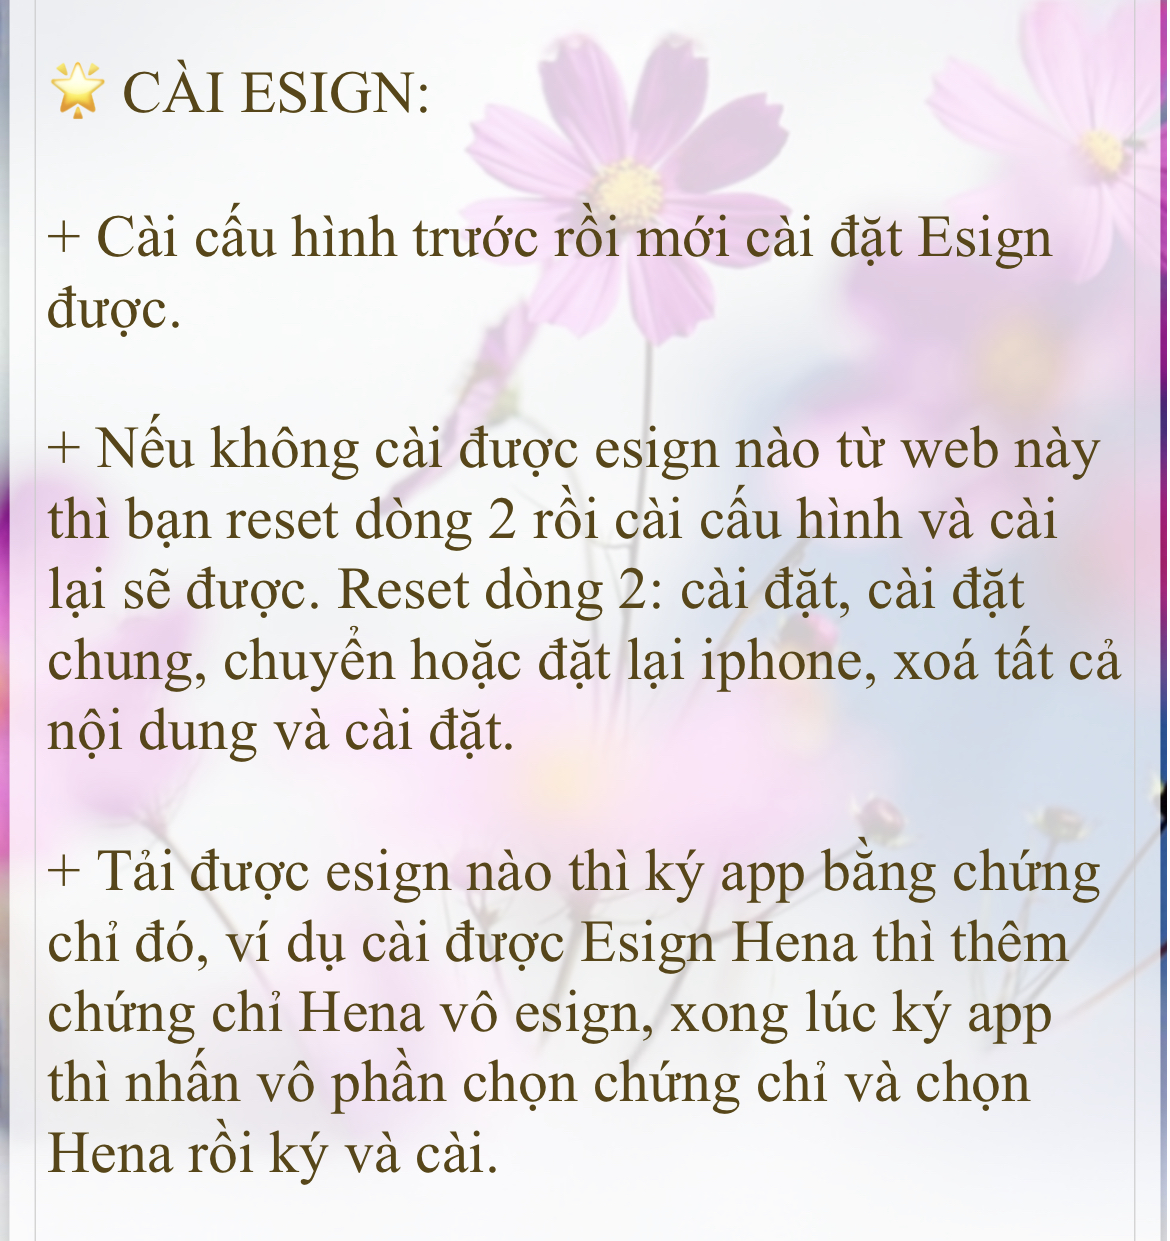 🌟 CÀI ESIGN:
+ Cài cấu hình trước rồi mới cài đặt Esign
được.
+ Nếu không cài được esign nào từ web này
thì bạn reset dòng 2 rồi cài cấu hình và cài
lại sẽ được. Reset dòng 2: cài đặt, cài đặt
chung, chuyển hoặc đặt lại iphone, xoá tất cả
nội dung và cài đặt.
+ Tải được esign nào thì ký app bằng chứng
chỉ đó, ví dụ cài được Esign Hena thì thêm
chứng chỉ Hena vô esign, xong lúc ký app
thì nhấn vô phần chọn chứng chỉ và chọn
Hena rồi ký và cài.